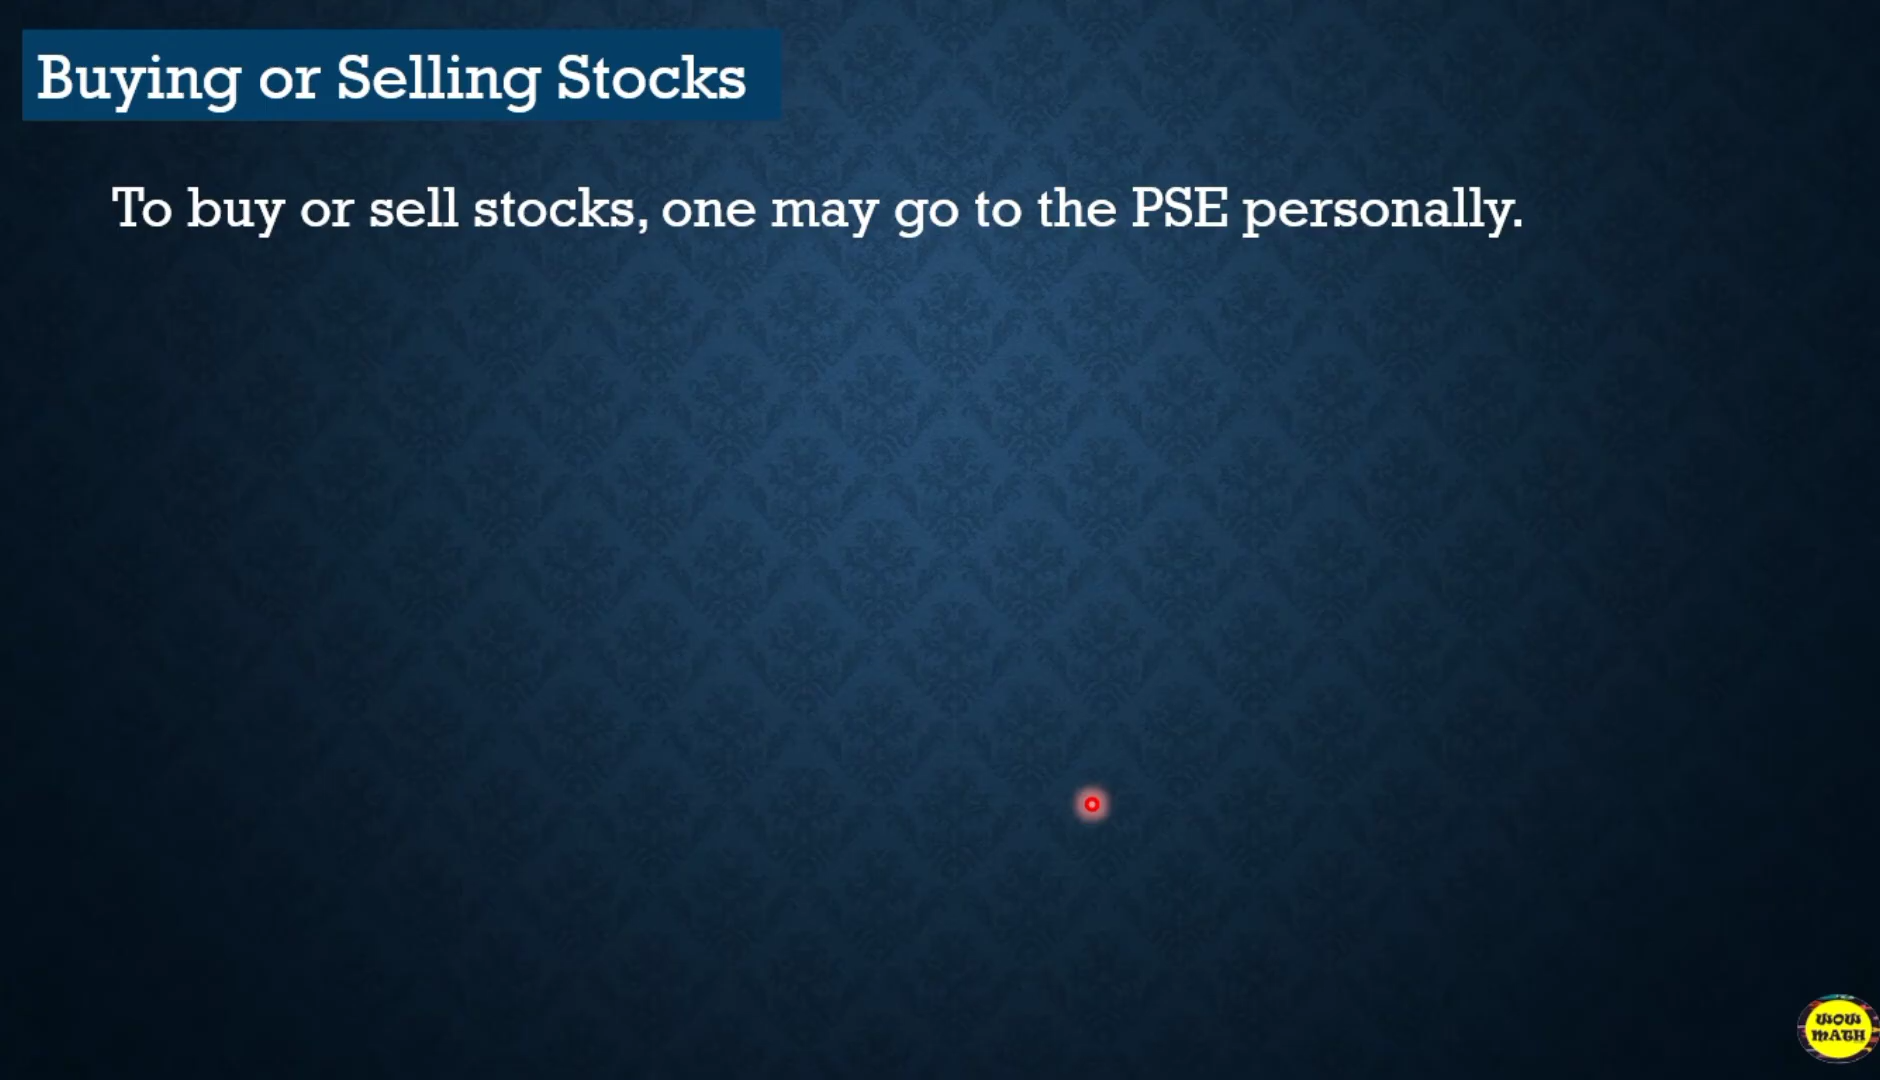 Buying or Selling Stocks
To buy or sell stocks, one may go to the PSE personally.
WOW
MATH